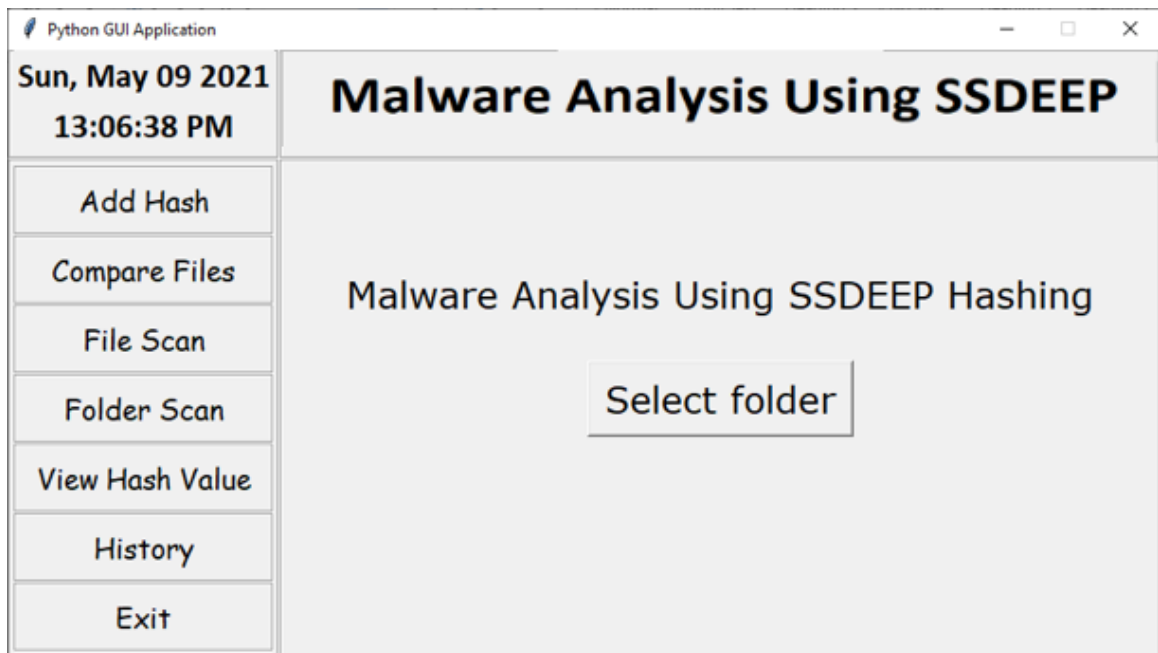 Python GUI Application
Sun, May 09 2021
13:06:38 PM
Malware Analysis Using SSDEEP
Add Hash
Compare Files
File Scan
Folder Scan
View Hash Value
History
Exit
Malware Analysis Using SSDEEP Hashing
Select folder